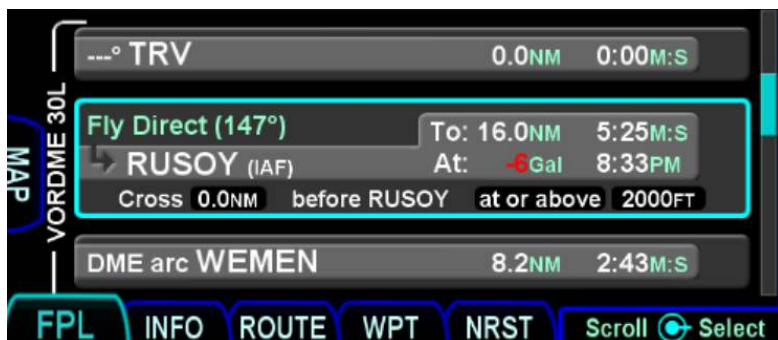 ---° TRV 0.0NM 0:00M:S
VORDME 30L
MAP
Fly Direct (147°) To: 16.0NM 5:25M:S
RUSOY (IAF) At: -6Gal 8:33PM
Cross 0.0NM before RUSOY at or above 2000FT
DME arc WEMEN 8.2NM 2:43M:S
FPL INFO ROUTE WPT NRST Scroll Select